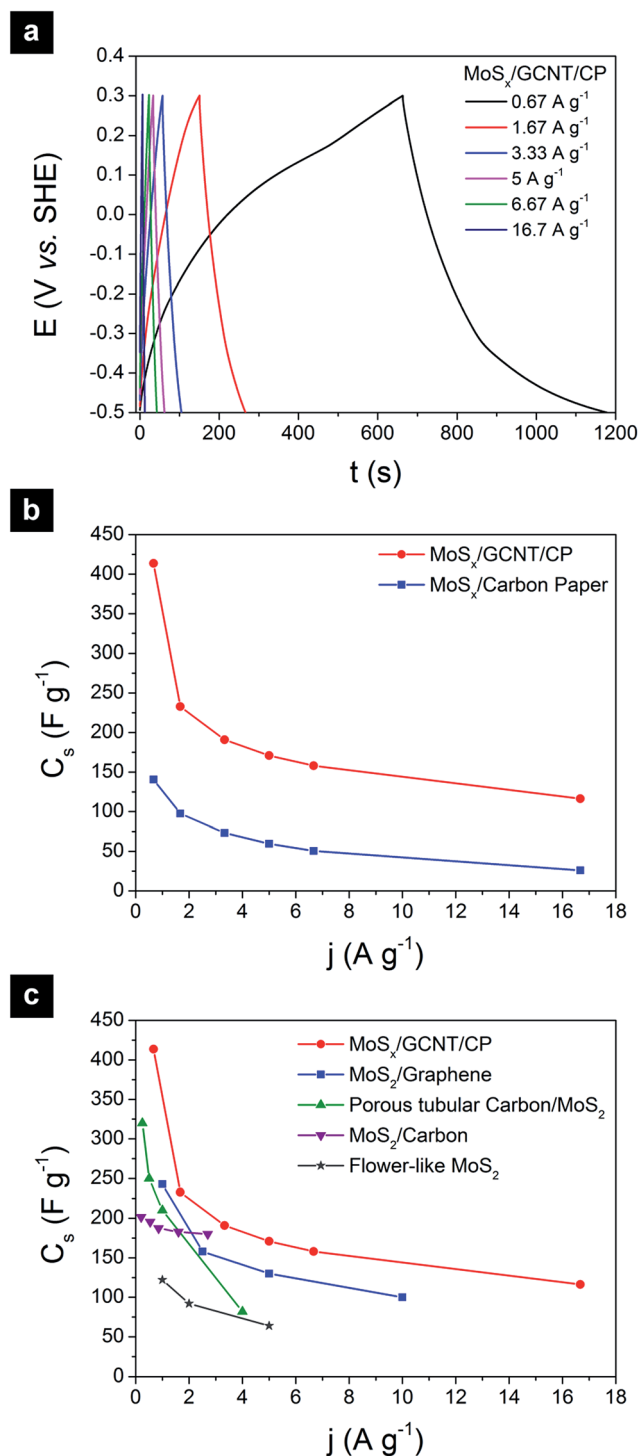 a
MoSₓ/GCNT/CP
0.67 A g⁻¹
1.67 A g⁻¹
3.33 A g⁻¹
5 A g⁻¹
6.67 A g⁻¹
16.7 A g⁻¹
0.4
0.3
0.2
0.1
0.0
-0.1
-0.2
-0.3
-0.4
-0.5
E (V vs. SHE)
0 200 400 600 800 1000 1200
t (s)
b
MoSₓ/GCNT/CP
MoSₓ/Carbon Paper
450
400
350
300
250
200
150
100
50
0
Cₛ (F g⁻¹)
0 2 4 6 8 10 12 14 16 18
j (A g⁻¹)
c
MoSₓ/GCNT/CP
MoS₂/Graphene
Porous tubular Carbon/MoS₂
MoS₂/Carbon
Flower-like MoS₂
450
400
350
300
250
200
150
100
50
0
Cₛ (F g⁻¹)
0 2 4 6 8 10 12 14 16 18
j (A g⁻¹)